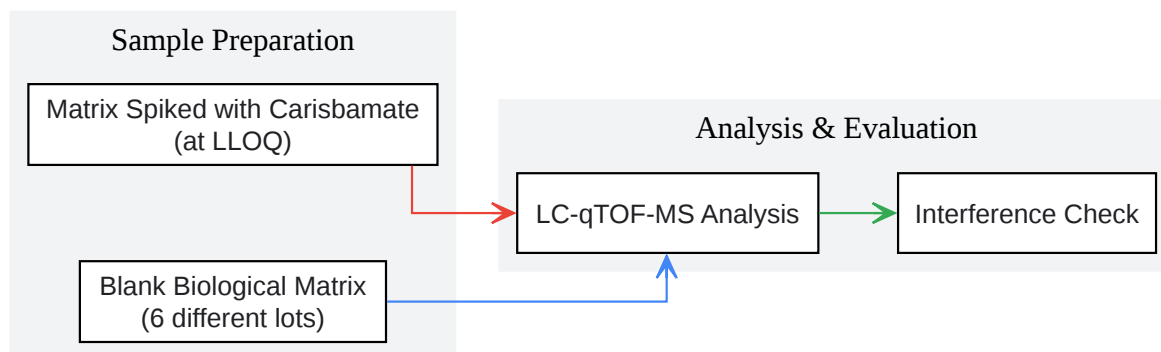 Sample Preparation
Matrix Spiked with Carisbamate
(at LLOQ)
Blank Biological Matrix
(6 different lots)
Analysis & Evaluation
LC-qTOF-MS Analysis
Interference Check